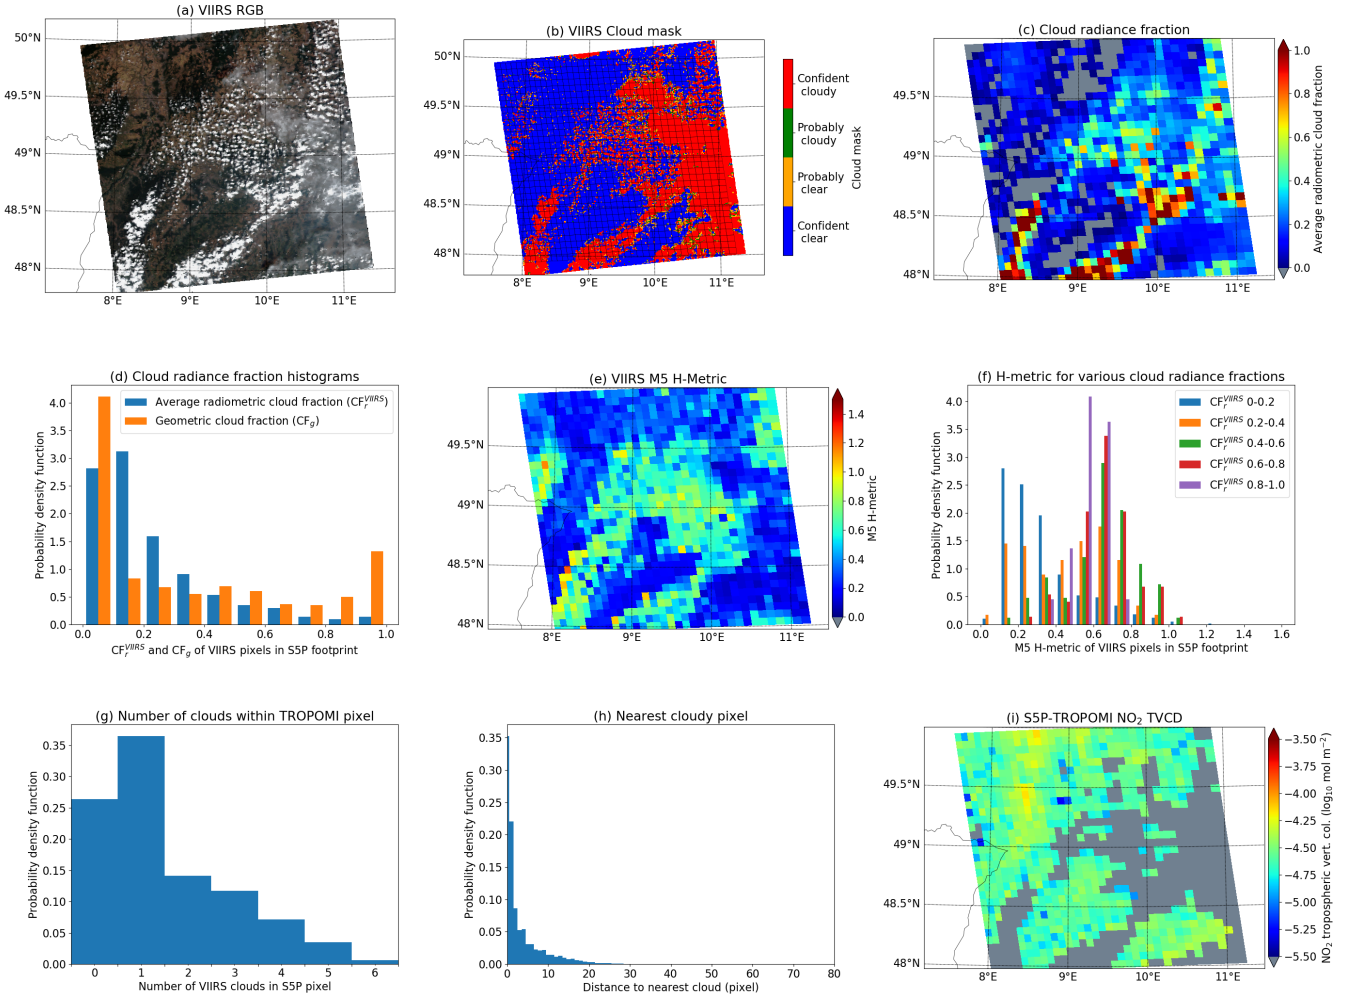 (a) VIIRS RGB
50°N
49.5°N
49°N
48.5°N
48°N
8°E
9°E
10°E
11°E
(b) VIIRS Cloud mask
50°N
49.5°N
49°N
48.5°N
48°N
8°E
9°E
10°E
11°E
Confident cloudy
Probably cloudy
Probably clear
Confident clear
Cloud mask
(c) Cloud radiance fraction
49.5°N
49°N
48.5°N
48°N
8°E
9°E
10°E
11°E
1.0
0.8
0.6
0.4
0.2
0.0
Average radiometric cloud fraction
(d) Cloud radiance fraction histograms
Average radiometric cloud fraction (CF_r^VIIRS)
Geometric cloud fraction (CF_g)
4.0
3.5
3.0
2.5
2.0
1.5
1.0
0.5
0.0
Probability density function
0.0 0.2 0.4 0.6 0.8 1.0
CF_r^VIIRS and CF_g of VIIRS pixels in S5P footprint
(e) VIIRS M5 H-Metric
49.5°N
49°N
48.5°N
48°N
8°E
9°E
10°E
11°E
1.4
1.2
1.0
0.8
0.6
0.4
0.2
0.0
M5 H-metric
(f) H-metric for various cloud radiance fractions
CF_r^VIIRS 0-0.2
CF_r^VIIRS 0.2-0.4
CF_r^VIIRS 0.4-0.6
CF_r^VIIRS 0.6-0.8
CF_r^VIIRS 0.8-1.0
4.0
3.5
3.0
2.5
2.0
1.5
1.0
0.5
0.0
Probability density function
0.0 0.2 0.4 0.6 0.8 1.0 1.2 1.4 1.6
M5 H-metric of VIIRS pixels in S5P footprint
(g) Number of clouds within TROPOMI pixel
0.35
0.30
0.25
0.20
0.15
0.10
0.05
0.00
Probability density function
0 1 2 3 4 5 6
Number of VIIRS clouds in S5P pixel
(h) Nearest cloudy pixel
0.35
0.30
0.25
0.20
0.15
0.10
0.05
0.00
Probability density function
0 10 20 30 40 50 60 70 80
Distance to nearest cloud (pixel)
(i) S5P-TROPOMI NO₂ TVCD
49.5°N
49°N
48.5°N
48°N
8°E
9°E
10°E
11°E
−3.50
−3.75
−4.00
−4.25
−4.50
−4.75
−5.00
−5.25
−5.50
NO₂ tropospheric vert. col. (log₁₀ mol m⁻²)